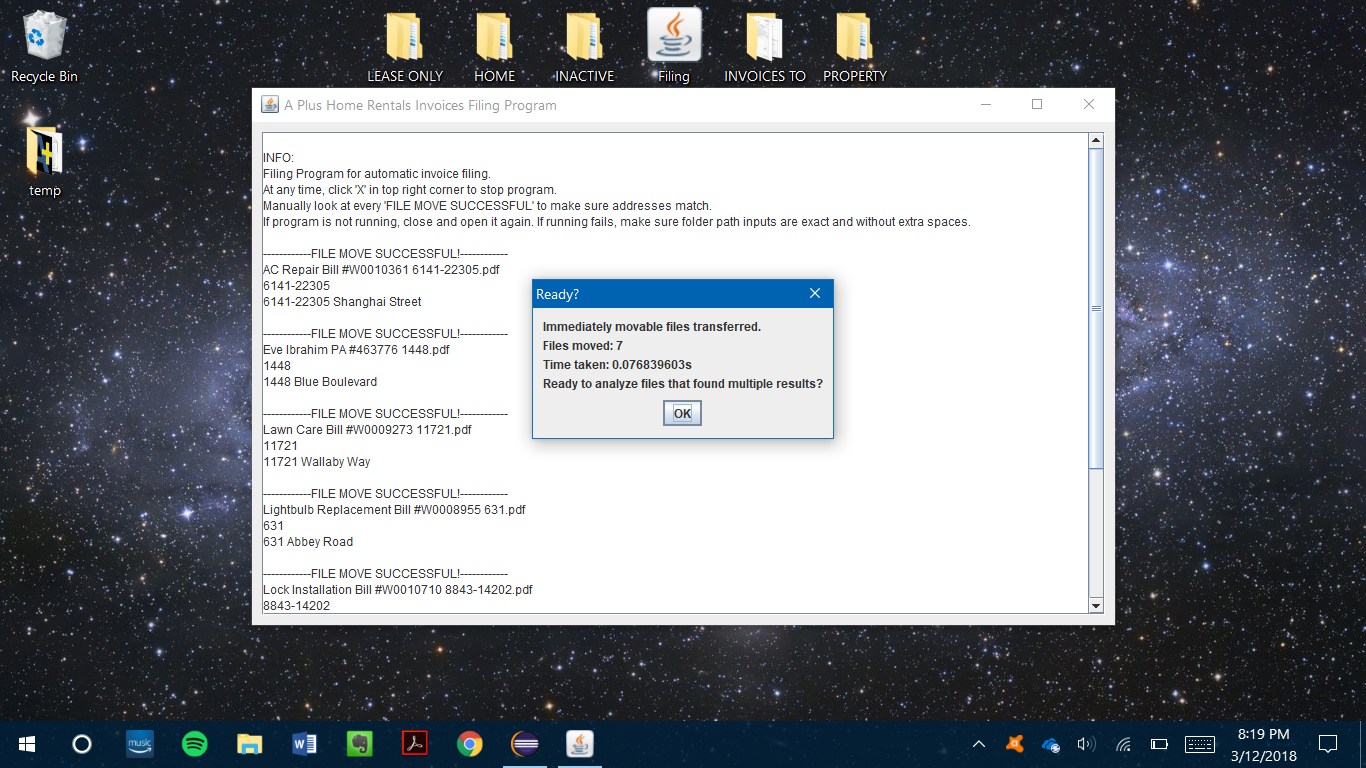 Recycle Bin
LEASE ONLY
HOME
INACTIVE
Filing
INVOICES TO
PROPERTY
temp
A Plus Home Rentals Invoices Filing Program
INFO:
Filing Program for automatic invoice filing.
At any time, click 'X' in top right corner to stop program.
Manually look at every 'FILE MOVE SUCCESSFUL' to make sure addresses match.
If program is not running, close and open it again. If running fails, make sure folder path inputs are exact and without extra spaces.
------------FILE MOVE SUCCESSFUL!------------
AC Repair Bill #W0010361 6141-22305.pdf
6141-22305
6141-22305 Shanghai Street
------------FILE MOVE SUCCESSFUL!------------
Eve Ibrahim PA #463776 1448.pdf
1448
1448 Blue Boulevard
------------FILE MOVE SUCCESSFUL!------------
Lawn Care Bill #W0009273 11721.pdf
11721
11721 Wallaby Way
------------FILE MOVE SUCCESSFUL!------------
Lightbulb Replacement Bill #W0008955 631.pdf
631
631 Abbey Road
------------FILE MOVE SUCCESSFUL!------------
Lock Installation Bill #W0010710 8843-14202.pdf
8843-14202
Ready?
Immediately movable files transferred.
Files moved: 7
Time taken: 0.076839603s
Ready to analyze files that found multiple results?
OK
music
8:19 PM
3/12/2018